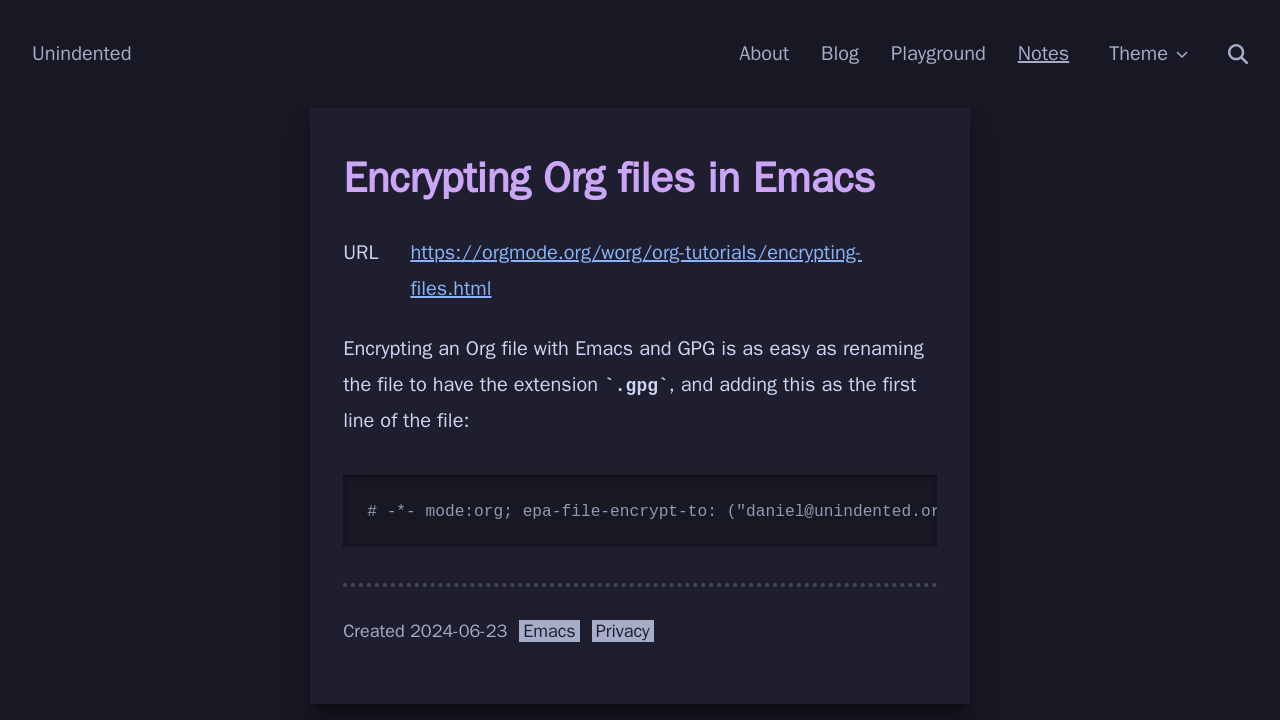 Unindented
About
Blog
Playground
Notes
Theme
Encrypting Org files in Emacs
URL
https://orgmode.org/worg/org-tutorials/encrypting-
files.html
Encrypting an Org file with Emacs and GPG is as easy as renaming
the file to have the extension `.gpg`, and adding this as the first
line of the file:
# -*- mode:org; epa-file-encrypt-to: ("daniel@unindented.or
Created 2024-06-23 Emacs Privacy